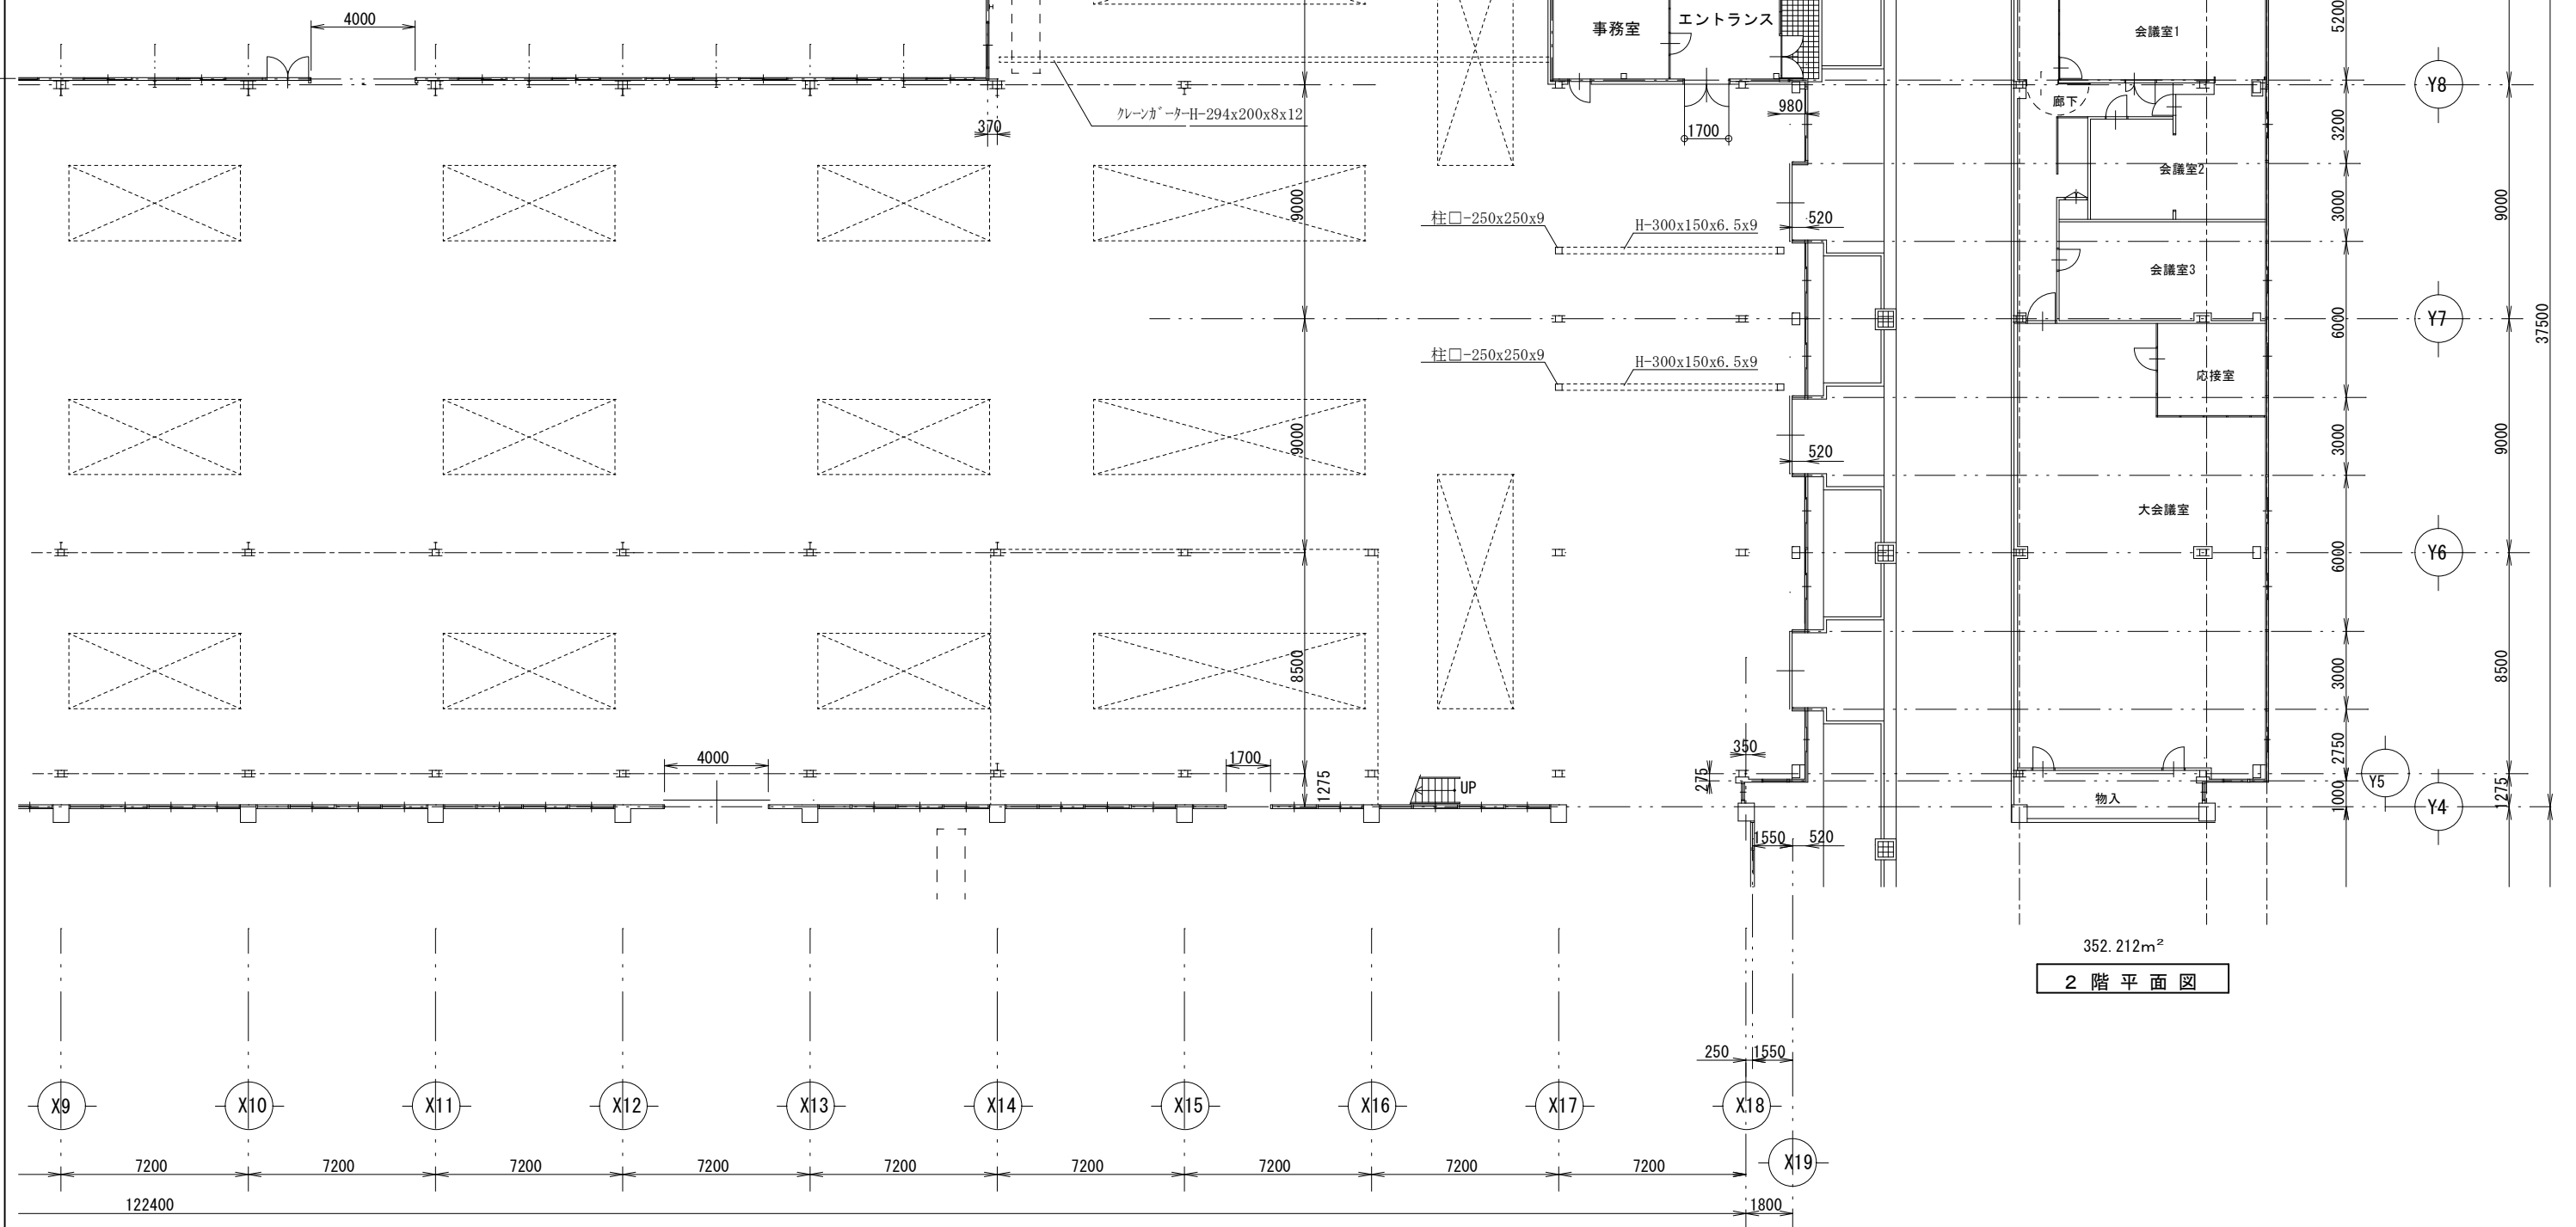 4000
事務室
エントランス
会議室1
5200
Y8
クレーンガーターH-294x200x8x12
370
980
1700
廊下
3200
会議室2
9000
柱□-250x250x9
H-300x150x6.5x9
520
3000
9000
会議室3
Y7
6000
37500
柱□-250x250x9
H-300x150x6.5x9
応接室
9000
520
3000
9000
大会議室
Y6
6000
8500
3000
8500
4000
1700
1275
UP
350
275
2750
Y5
物入
1000
1275
Y4
1550
520
352.212m²
2階平面図
250
1550
X9
X10
X11
X12
X13
X14
X15
X16
X17
X18
X19
7200
7200
7200
7200
7200
7200
7200
7200
7200
122400
1800